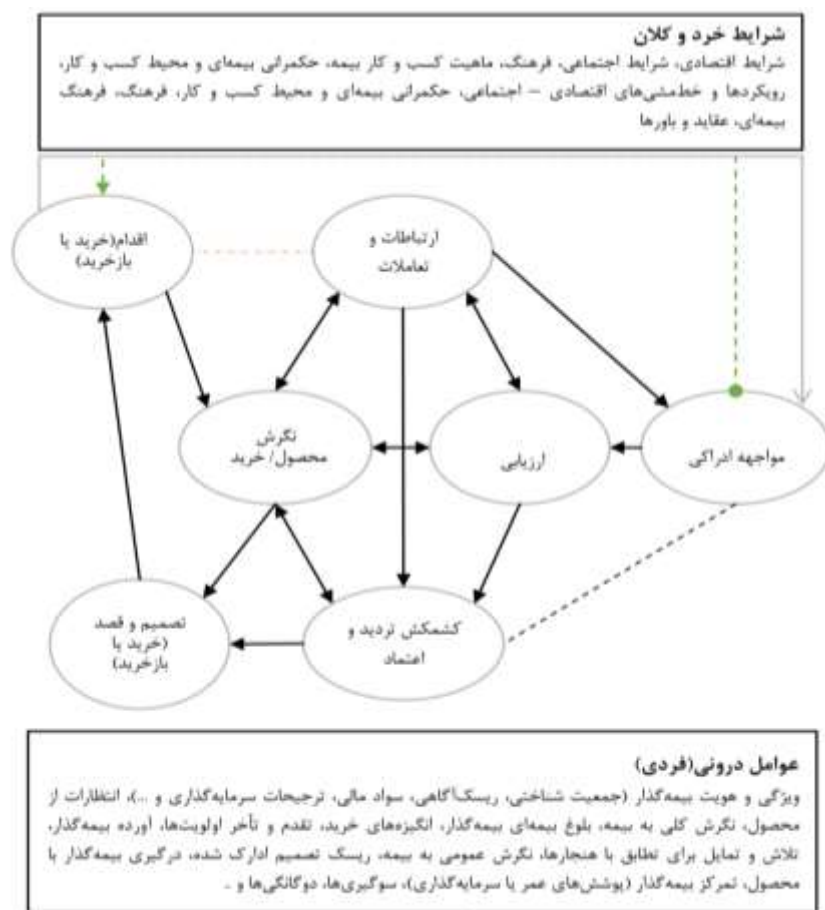 شرایط خرد و کلان
شرایط اقتصادی، شرایط اجتماعی، فرهنگ، ماهیت کسب و کار بیمه، حکمرانی بیمه‌ای و محیط کسب و کار،
رویکردها و خط‌مشی‌های اقتصادی – اجتماعی، حکمرانی بیمه‌ای و محیط کسب و کار، فرهنگ، فرهنگ
بیمه‌ای، عقاید و باورها
ارتباطات و
تعاملات
اقدام(خرید یا
بازخرید)
مواجهه ادراکی
ارزیابی
نگرش
محصول/ خرید
کشمکش تردید و
اعتماد
تصمیم و قصد
(خرید یا
بازخرید)
عوامل درونی(فردی)
ویژگی و هویت بیمه‌گذار (جمعیت شناختی، ریسک‌آگاهی، سواد مالی، ترجیحات سرمایه‌گذاری و ...)، انتظارات از
محصول، نگرش کلی به بیمه، بلوغ بیمه‌ای بیمه‌گذار، انگیزه‌های خرید، تقدم و تأخر اولویت‌ها، آورده بیمه‌گذار،
تلاش و تمایل برای تطابق با هنجارها، نگرش عمومی به بیمه، ریسک تصمیم ادارک شده، درگیری بیمه‌گذار با
محصول، تمرکز بیمه‌گذار (پوشش‌های عمر یا سرمایه‌گذاری)، سوگیری‌ها، دوگانگی‌ها و ..